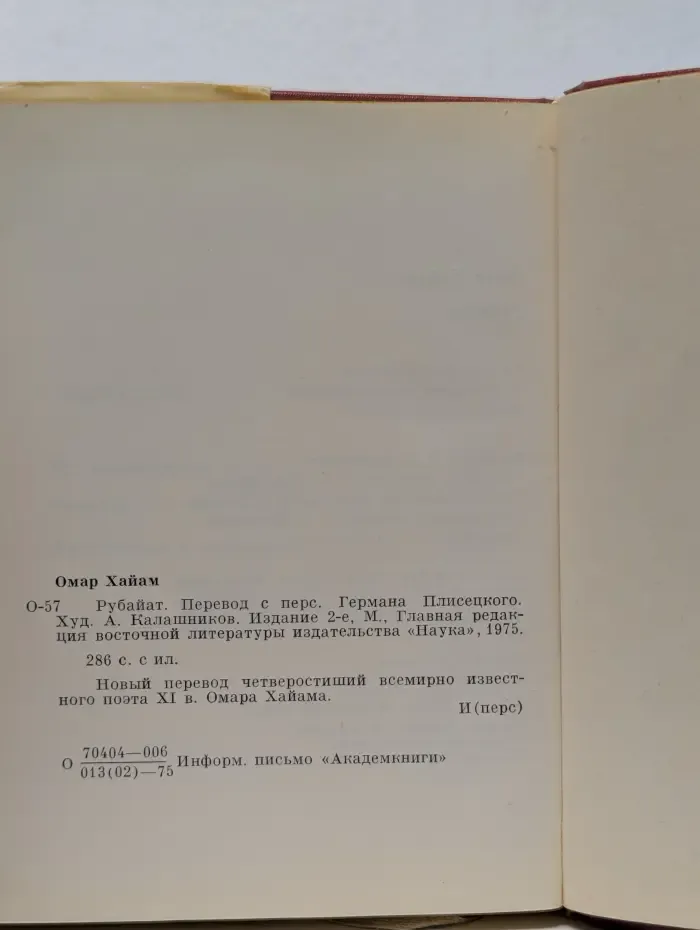 Омар Хайам
О-57 Рубайат. Перевод с перс. Германа Плисецкого.
Худ. А. Калашников. Издание 2-е, М., Главная редак-
ция восточной литературы издательства «Наука», 1975.
286 с. с ил.
Новый перевод четверостиший всемирно извест-
ного поэта XI в. Омара Хайама.
И(перс)
70404—006
О 013(02)—75 Информ. письмо «Академкниги»